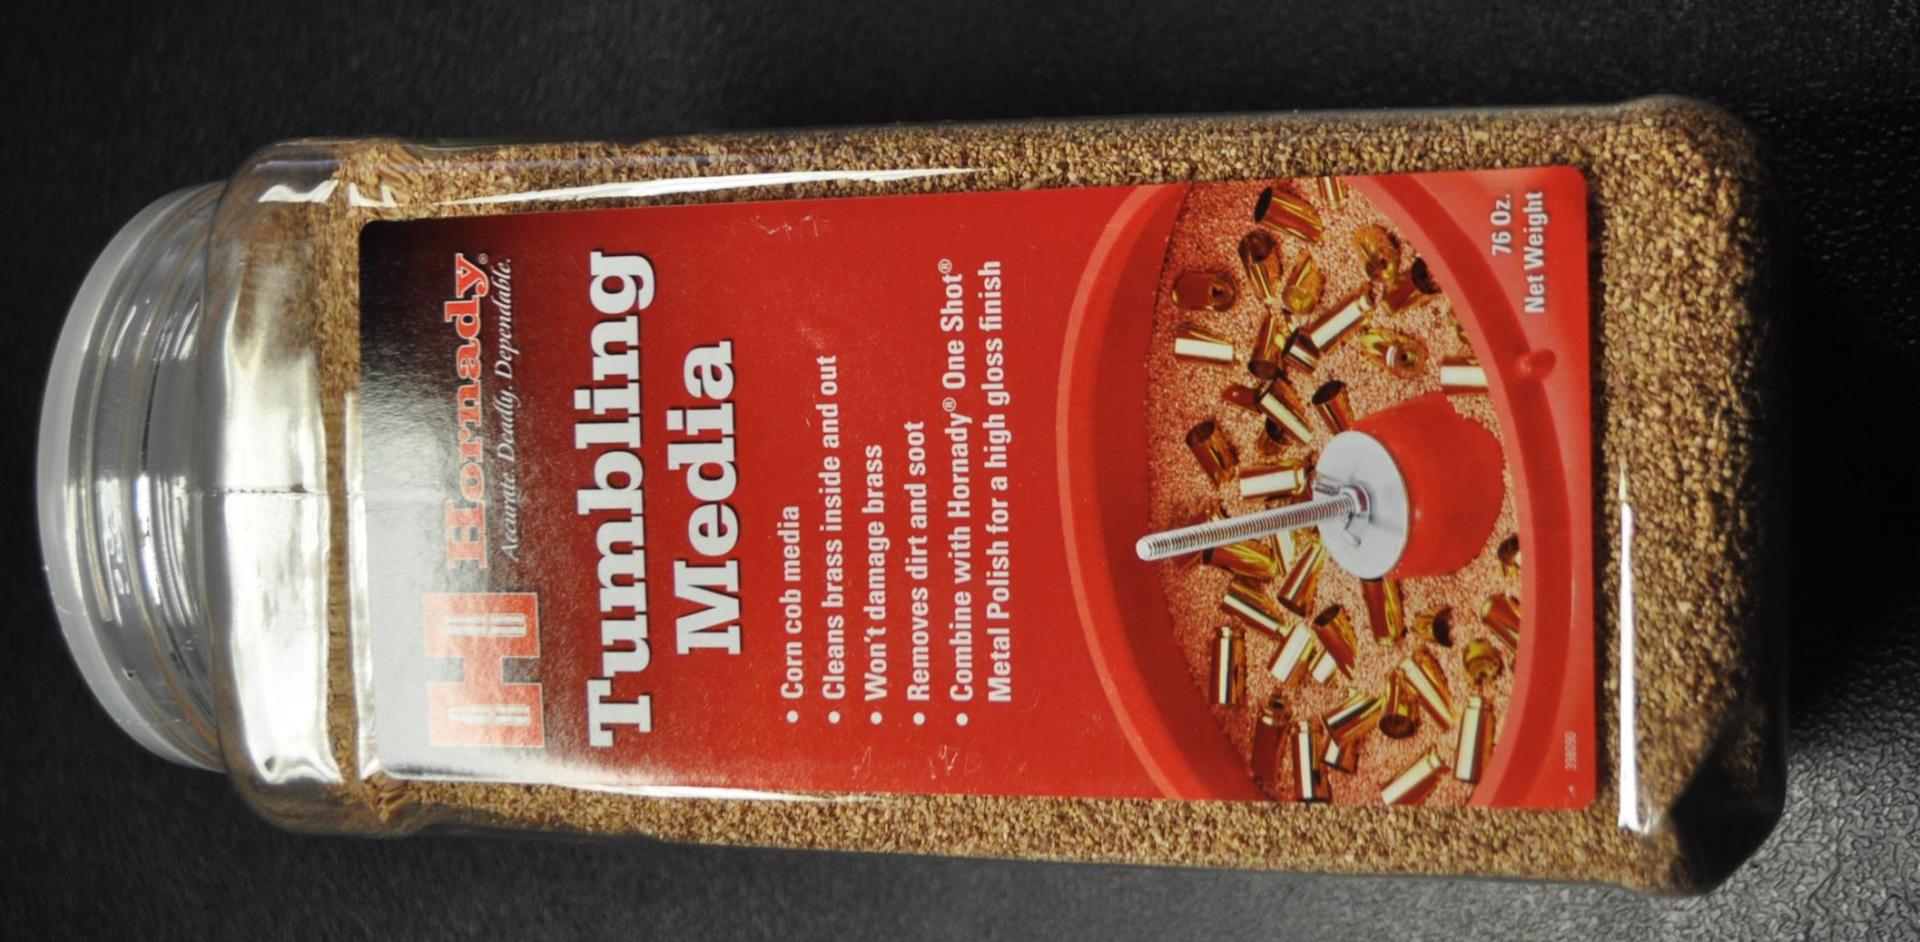 H Hornady®
Accurate. Deadly. Dependable.
Tumbling
Media
• Corn cob media
• Cleans brass inside and out
• Won't damage brass
• Removes dirt and soot
• Combine with Hornady® One Shot®
Metal Polish for a high gloss finish
76 Oz.
Net Weight
398090